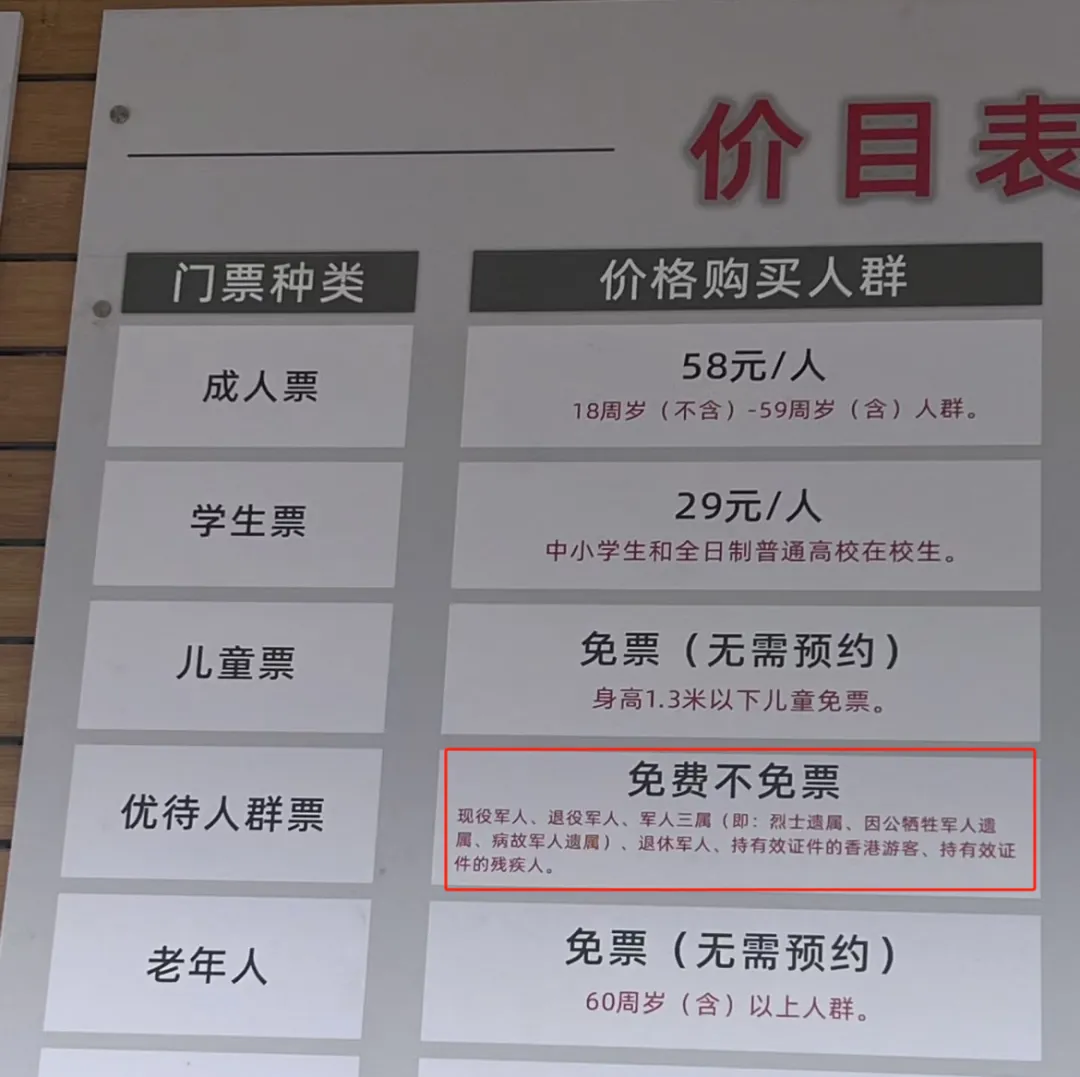 价目表
门票种类
价格购买人群
成人票
58元/人
18周岁（不含）-59周岁（含）人群。
学生票
29元/人
中小学生和全日制普通高校在校生。
儿童票
免票（无需预约）
身高1.3米以下儿童免票。
优待人群票
免费不免票
现役军人、退役军人、军人三属（即：烈士遗属、因公牺牲军人遗
属、病故军人遗属）、退休军人、持有效证件的香港游客、持有效证
件的残疾人。
老年人
免票（无需预约）
60周岁（含）以上人群。